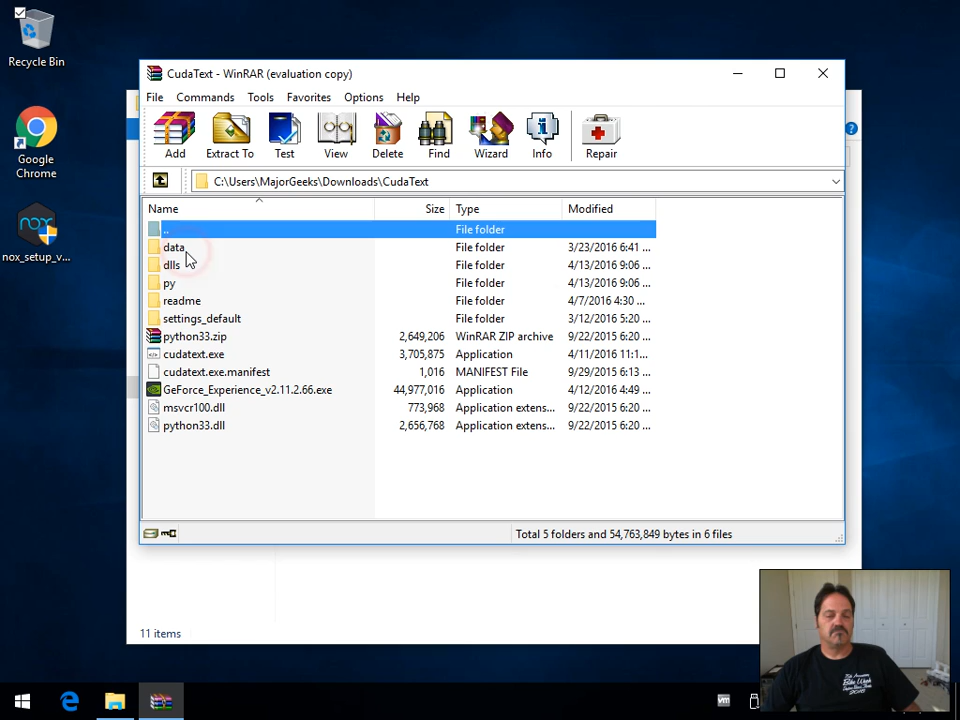 Recycle Bin
Google
Chrome
nox
nox_setup_v...
CudaText - WinRAR (evaluation copy)
File Commands Tools Favorites Options Help
Add Extract To Test View Delete Find Wizard Info Repair
C:\Users\MajorGeeks\Downloads\CudaText
Name Size Type Modified
.. File folder
data File folder 3/23/2016 6:41 ...
dlls File folder 4/13/2016 9:06 ...
py File folder 4/13/2016 9:06 ...
readme File folder 4/7/2016 4:30 ...
settings_default File folder 3/12/2016 5:20 ...
python33.zip 2,649,206 WinRAR ZIP archive 9/22/2015 6:20 ...
cudatext.exe 3,705,875 Application 4/11/2016 11:1...
cudatext.exe.manifest 1,016 MANIFEST File 9/29/2015 6:13 ...
GeForce_Experience_v2.11.2.66.exe 44,977,016 Application 4/12/2016 4:49 ...
msvcr100.dll 773,968 Application extens... 9/22/2015 6:20 ...
python33.dll 2,656,768 Application extens... 9/22/2015 6:20 ...
Total 5 folders and 54,763,849 bytes in 6 files
11 items
vm
Bike Week